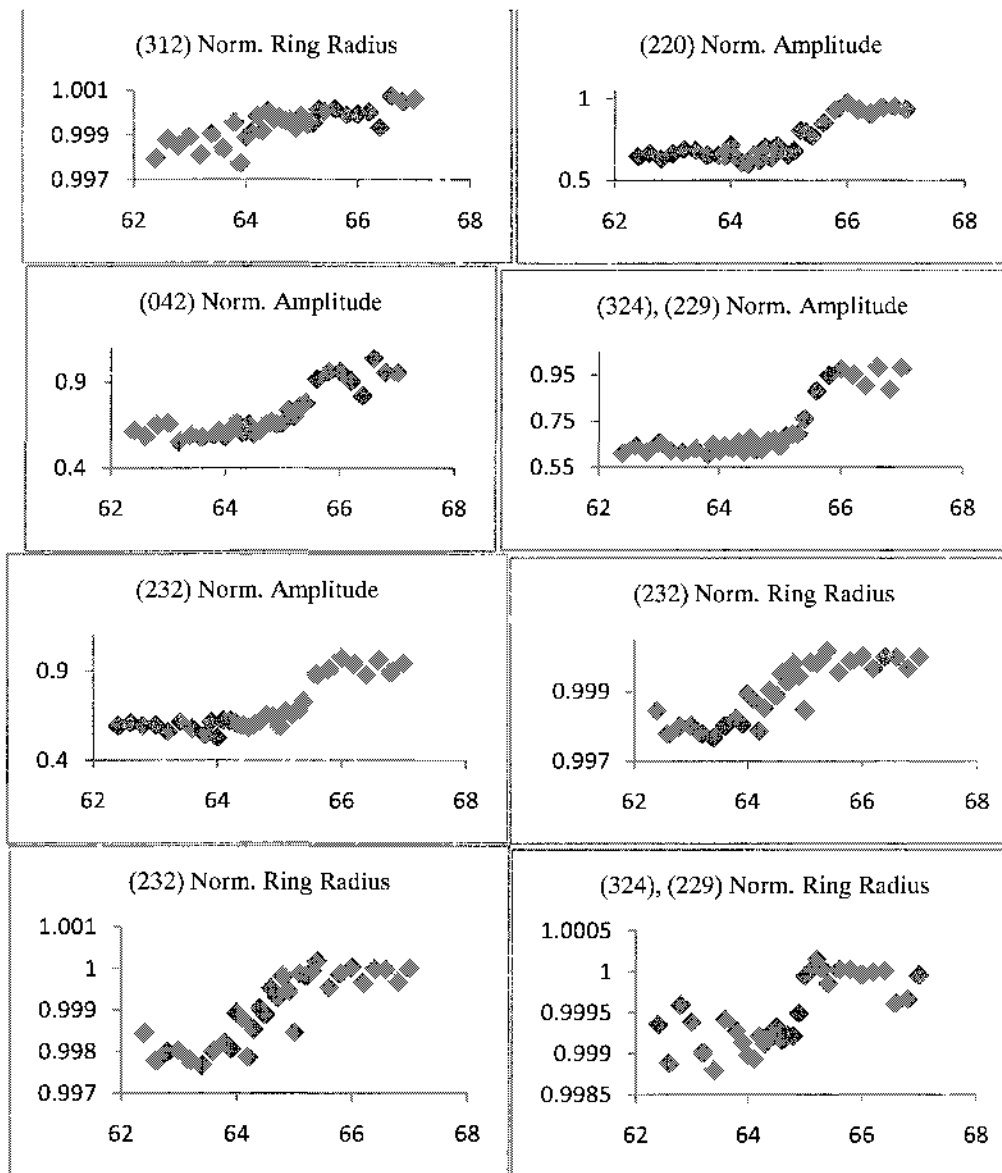 (312) Norm. Ring Radius
1.001
0.999
0.997
62 64 66 68
(220) Norm. Amplitude
1
0.5
62 64 66 68
(042) Norm. Amplitude
0.9
0.4
62 64 66 68
(324), (229) Norm. Amplitude
0.95
0.75
0.55
62 64 66 68
(232) Norm. Amplitude
0.9
0.4
62 64 66 68
(232) Norm. Ring Radius
0.999
0.997
62 64 66 68
(232) Norm. Ring Radius
1.001
1
0.999
0.998
0.997
62 64 66 68
(324), (229) Norm. Ring Radius
1.0005
1
0.9995
0.999
0.9985
62 64 66 68